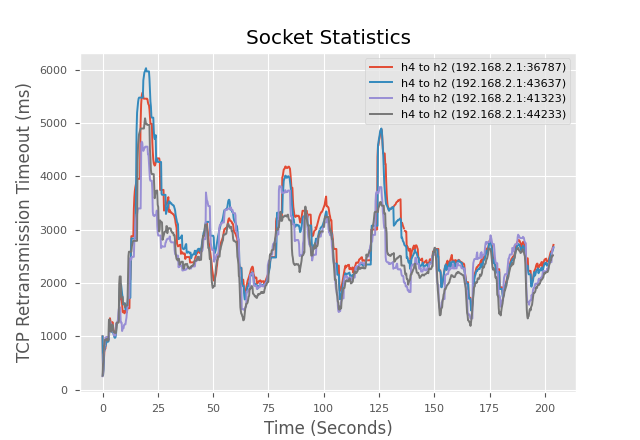 Socket Statistics
h4 to h2 (192.168.2.1:36787)
h4 to h2 (192.168.2.1:43637)
h4 to h2 (192.168.2.1:41323)
h4 to h2 (192.168.2.1:44233)
TCP Retransmission Timeout (ms)
6000
5000
4000
3000
2000
1000
0
0 25 50 75 100 125 150 175 200
Time (Seconds)